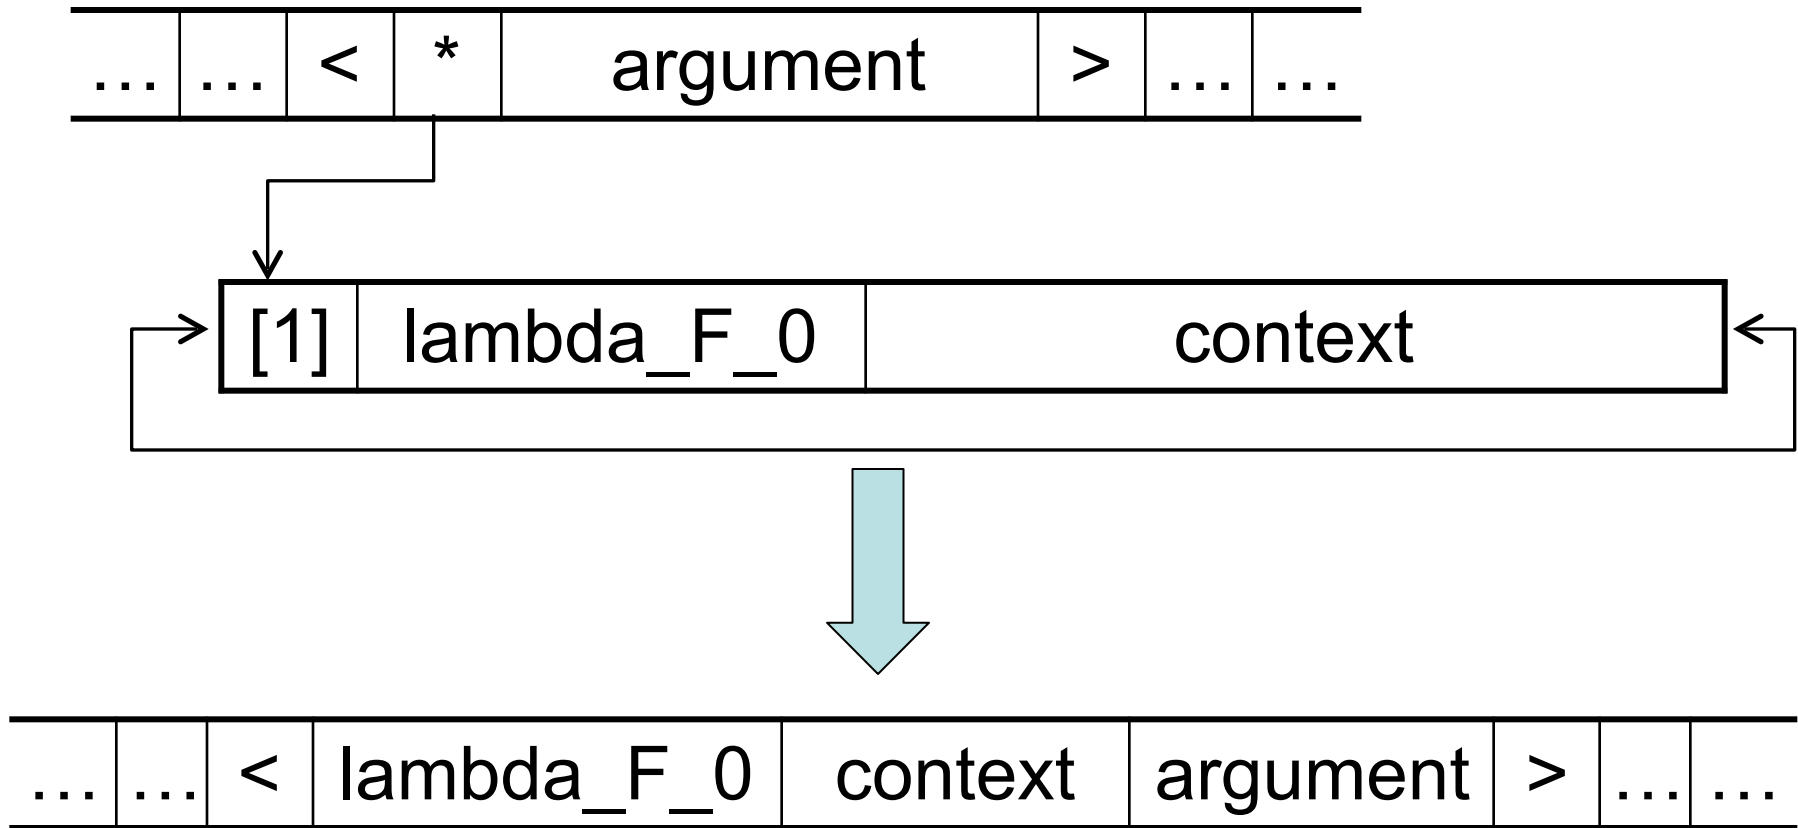 … … < * argument > … …
[1] lambda_F_0 context
… … < lambda_F_0 context argument > … …